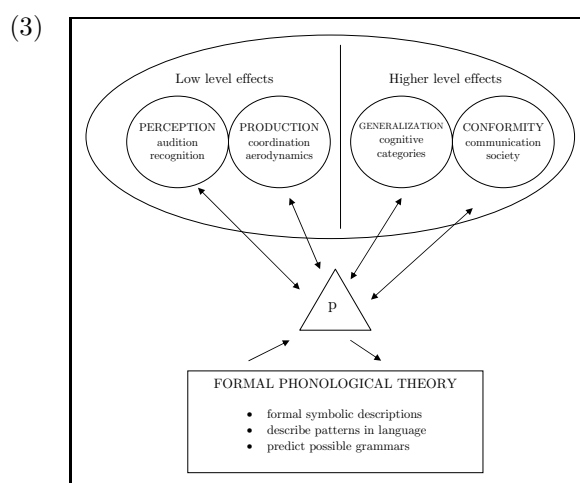 (3)
Low level effects
Higher level effects
PERCEPTION
audition
recognition
PRODUCTION
coordination
aerodynamics
GENERALIZATION
cognitive
categories
CONFORMITY
communication
society
p
FORMAL PHONOLOGICAL THEORY
• formal symbolic descriptions
• describe patterns in language
• predict possible grammars